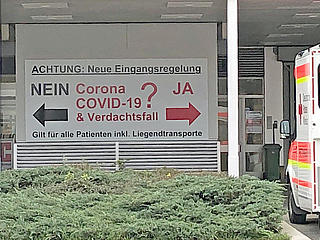 ACHTUNG: Neue Eingangsregelung
NEIN Corona ? JA
COVID-19
& Verdachtsfall
Gilt für alle Patienten inkl. Liegendtransporte